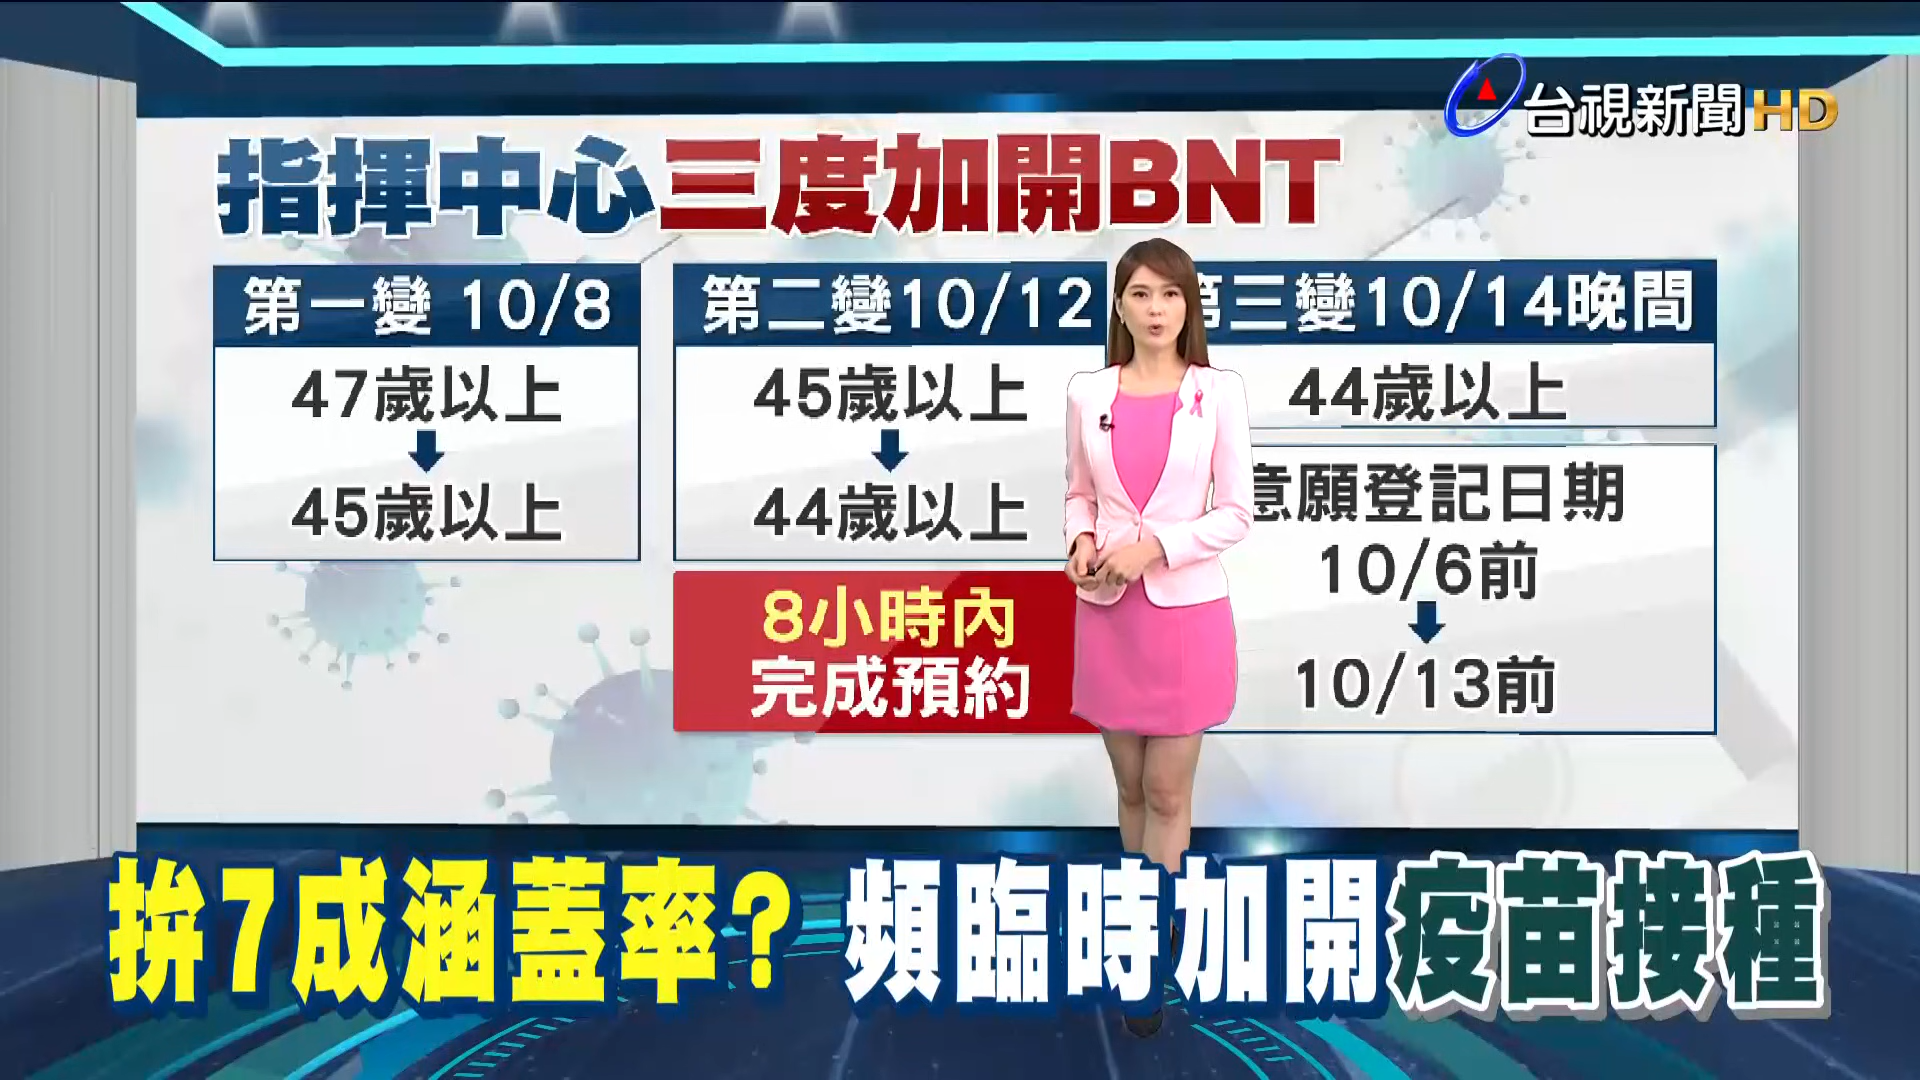 台視新聞HD
指揮中心三度加開BNT
第一變 10/8
47歲以上
45歲以上
第二變10/12
45歲以上
44歲以上
8小時內
完成預約
三變10/14晚間
44歲以上
意願登記日期
10/6前
10/13前
拚7成涵蓋率? 頻臨時加開疫苗接種